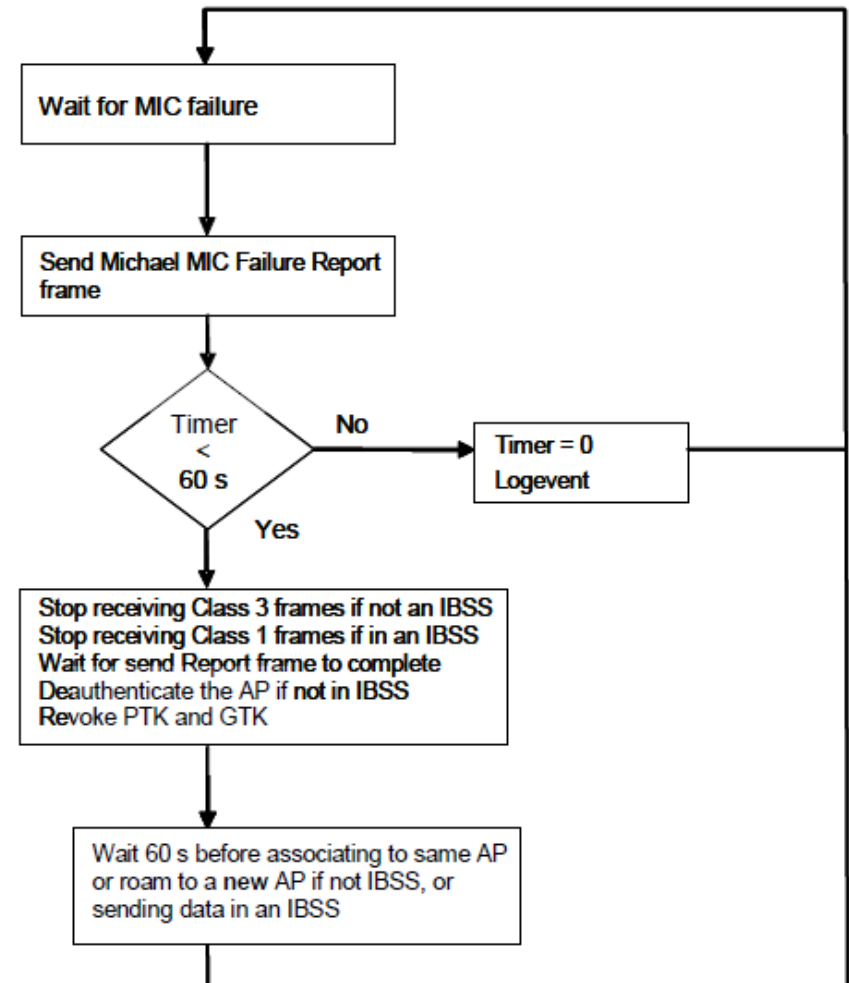 Wait for MIC failure
Send Michael MIC Failure Report
frame
Timer
<
60 s
No
Timer = 0
Logevent
Yes
Stop receiving Class 3 frames if not an IBSS
Stop receiving Class 1 frames if in an IBSS
Wait for send Report frame to complete
Deauthenticate the AP if not in IBSS
Revoke PTK and GTK
Wait 60 s before associating to same AP
or roam to a new AP if not IBSS, or
sending data in an IBSS